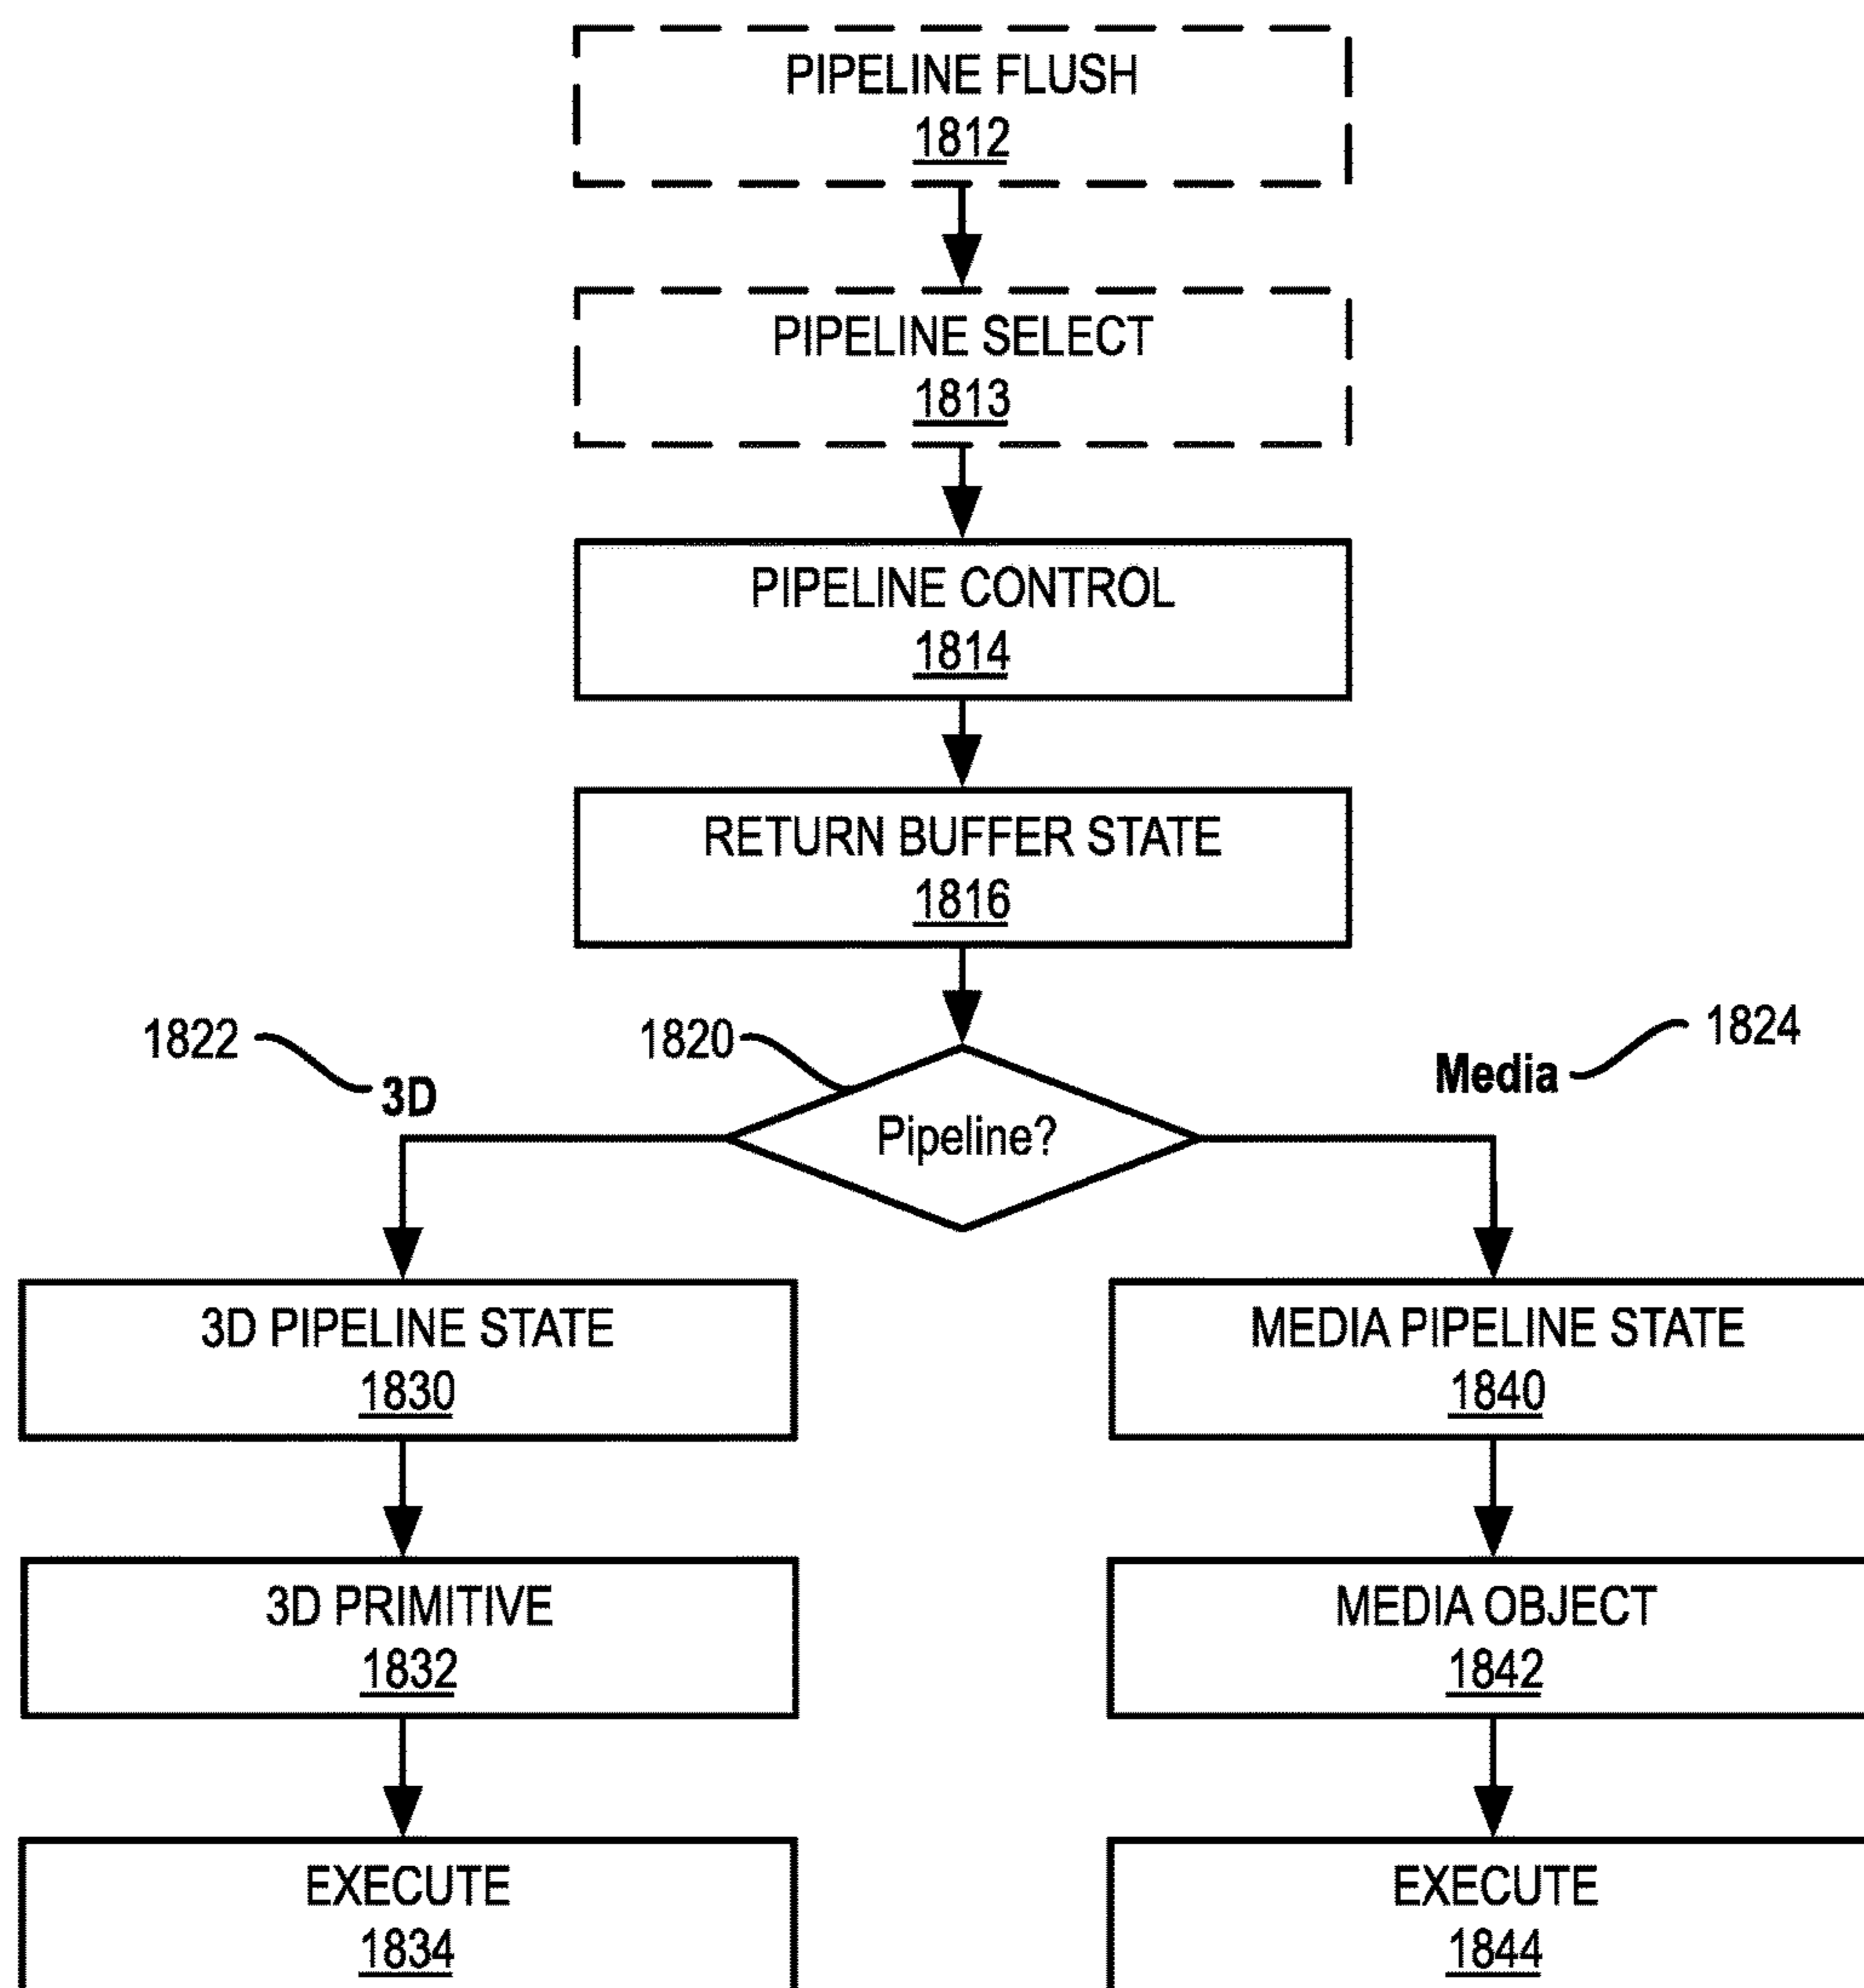 PIPELINE FLUSH
1812
PIPELINE SELECT
1813
PIPELINE CONTROL
1814
RETURN BUFFER STATE
1816
1822
3D
1820
Pipeline?
Media
1824
3D PIPELINE STATE
1830
MEDIA PIPELINE STATE
1840
3D PRIMITIVE
1832
MEDIA OBJECT
1842
EXECUTE
1834
EXECUTE
1844